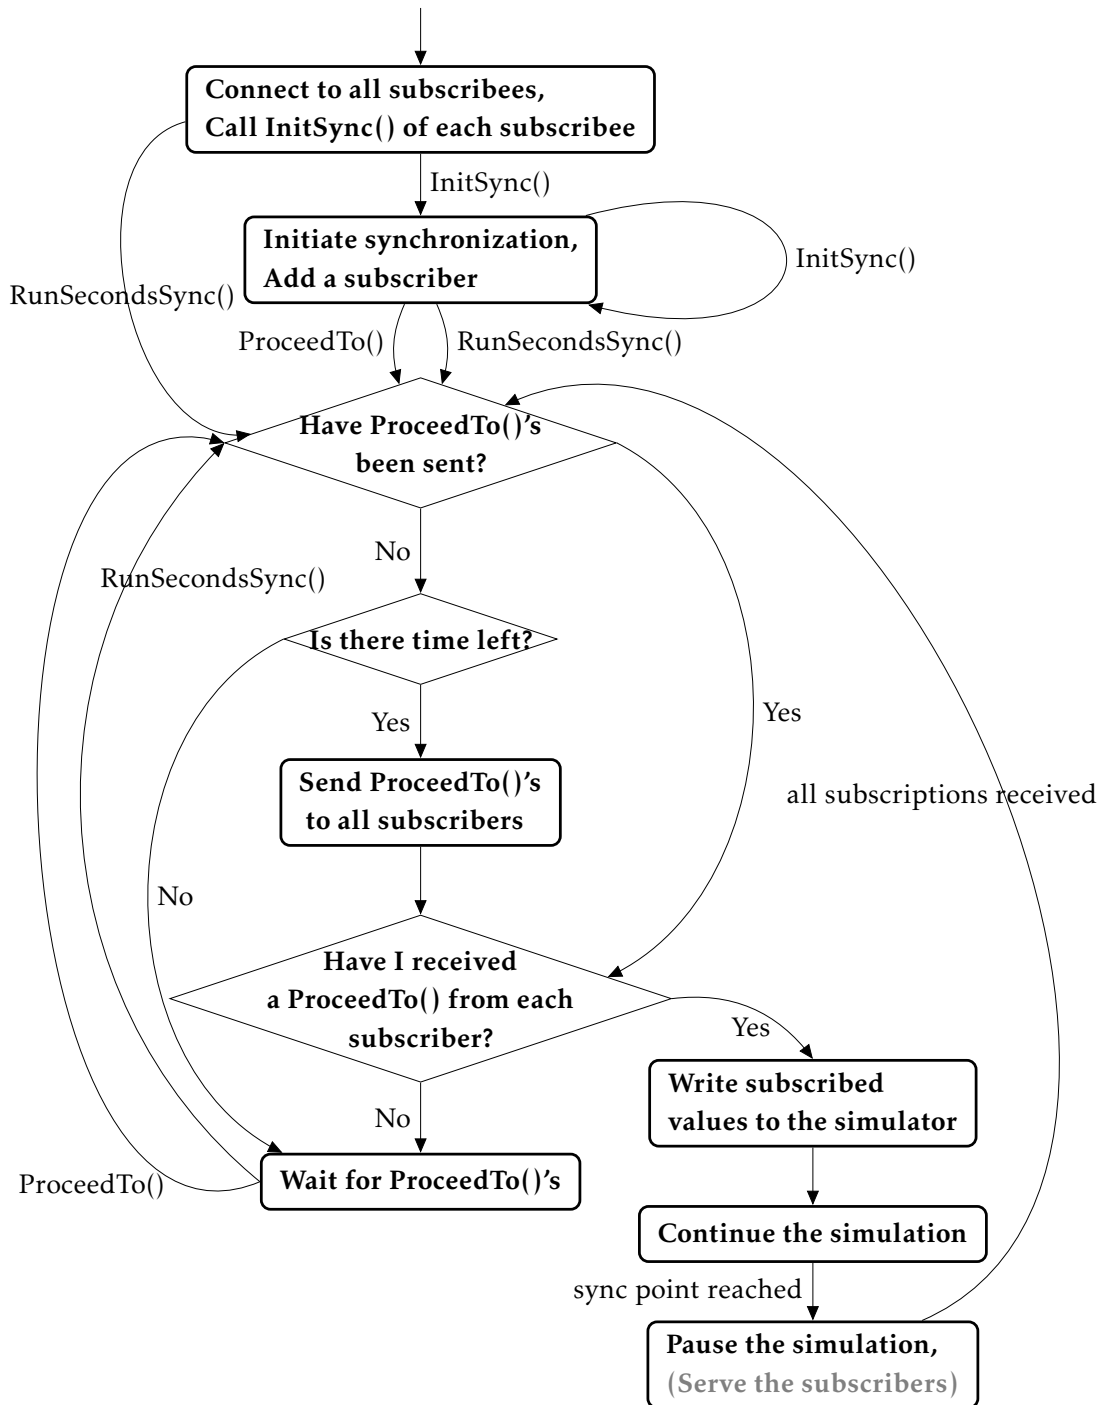 Connect to all subscribees,
Call InitSync() of each subscribee
InitSync()
Initiate synchronization,
Add a subscriber
InitSync()
RunSecondsSync()
ProceedTo()
RunSecondsSync()
Have ProceedTo()'s
been sent?
No
RunSecondsSync()
Is there time left?
Yes
Yes
Send ProceedTo()'s
to all subscribers
all subscriptions received
No
Have I received
a ProceedTo() from each
subscriber?
Yes
No
Write subscribed
values to the simulator
ProceedTo()
Wait for ProceedTo()'s
Continue the simulation
sync point reached
Pause the simulation,
(Serve the subscribers)